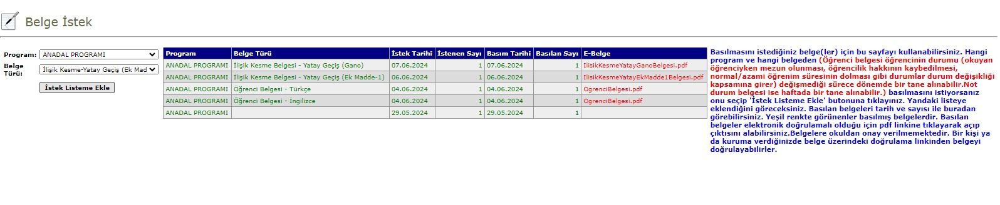 Belge İstek
Program: ANADAL PROGRAMI
Belge Türü: İlişik Kesme-Yatay Geçiş (Ek Mad
İstek Listeme Ekle
Program Belge Türü İstek Tarihi İstenen Sayı Basım Tarihi Basılan Sayı E-Belge
ANADAL PROGRAMI İlişik Kesme Belgesi - Yatay Geçiş (Gano) 07.06.2024 1 07.06.2024 1 IlisikKesmeYatayGanoBelgesi.pdf
ANADAL PROGRAMI İlişik Kesme Belgesi - Yatay Geçiş (Ek Madde-1) 06.06.2024 1 06.06.2024 1 IlisikKesmeYatayEkMadde1Belgesi.pdf
ANADAL PROGRAMI Öğrenci Belgesi - Türkçe 04.06.2024 1 04.06.2024 1 OgrenciBelgesi.pdf
ANADAL PROGRAMI Öğrenci Belgesi - İngilizce 04.06.2024 1 04.06.2024 1 OgrenciBelgesi.pdf
ANADAL PROGRAMI 29.05.2024 1 29.05.2024 1
Basılmasını istediğiniz belge(ler) için bu sayfayı kullanabilirsiniz. Hangi
program ve hangi belgeden (Öğrenci belgesi öğrencinin durumu (okuyan
öğrenciyken mezun olunması, öğrencilik hakkının kaybedilmesi,
normal/azami öğrenim süresinin dolması gibi durumlar durum değişikliği
kapsamına girer) değişmediği sürece dönemde bir tane alınabilir.Not
durum belgesi ise haftada bir tane alınabilir.) basılmasını istiyorsanız
onu seçip 'İstek Listeme Ekle' butonuna tıklayınız. Yandaki listeye
eklendiğini göreceksiniz. Basılan belgeleri tarih ve sayısı ile buradan
görebilirsiniz. Yeşil renkte görünenler basılmış belgelerdir. Basılan
belgeler elektronik doğrulamalı olduğu için pdf linkine tıklayarak açıp
çıktısını alabilirsiniz.Belgelere okuldan onay verilmemektedir. Bir kişi ya
da kuruma verdiğinizde belge üzerindeki doğrulama linkinden belgeyi
doğrulayabilirler.